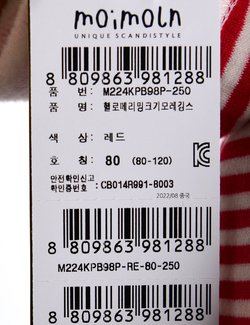 moimoln
UNIQUE SCANDISTYLE
8 809863 981288
품 번: M224KPB98P-250
품 명: 헬로메리밍크기모레깅스
색 상: 레드
호 칭: 80 (80-120)
안전확인신고
확인증번호 : CB014R991-8003
2022/08 중국
8 809863 981288
M224KPB98P-RE-80-250
8 809863 981288